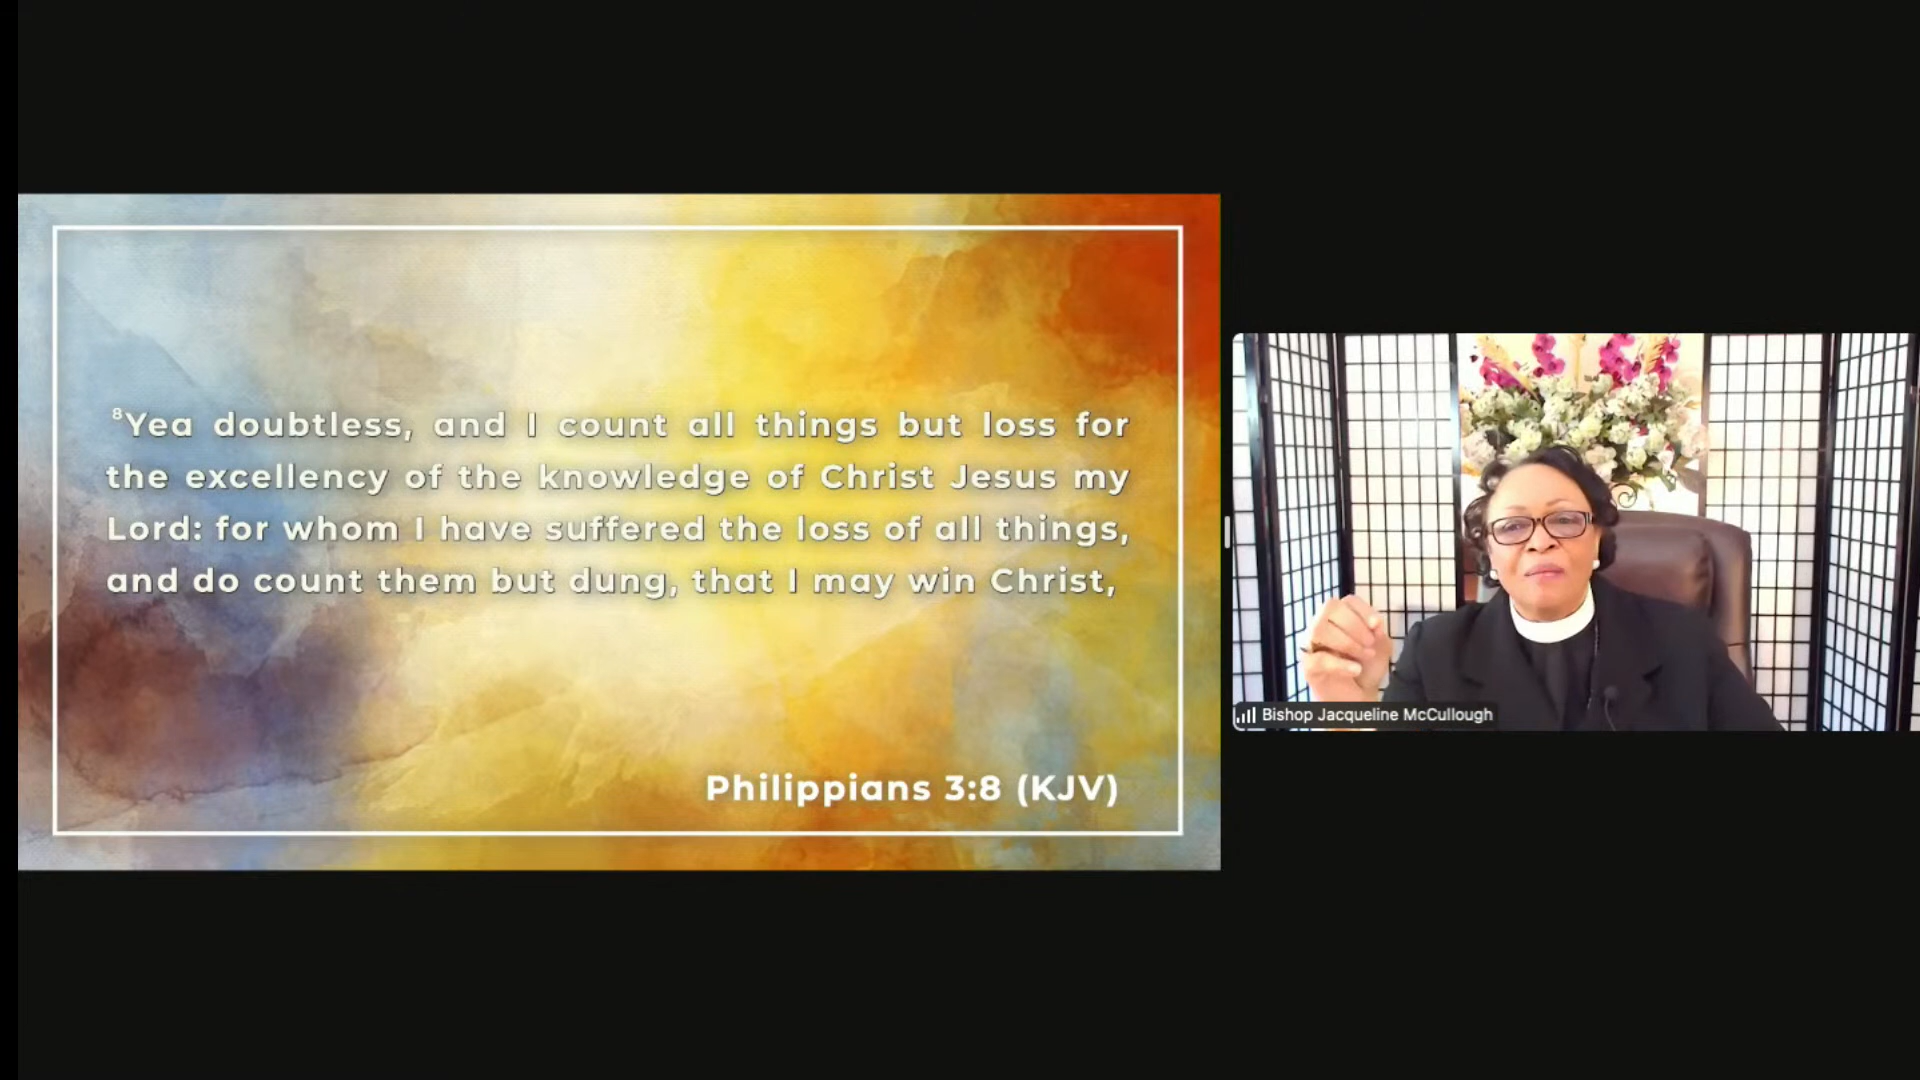 ⁸Yea doubtless, and I count all things but loss for
the excellency of the knowledge of Christ Jesus my
Lord: for whom I have suffered the loss of all things,
and do count them but dung, that I may win Christ,
Philippians 3:8 (KJV)
Bishop Jacqueline McCullough